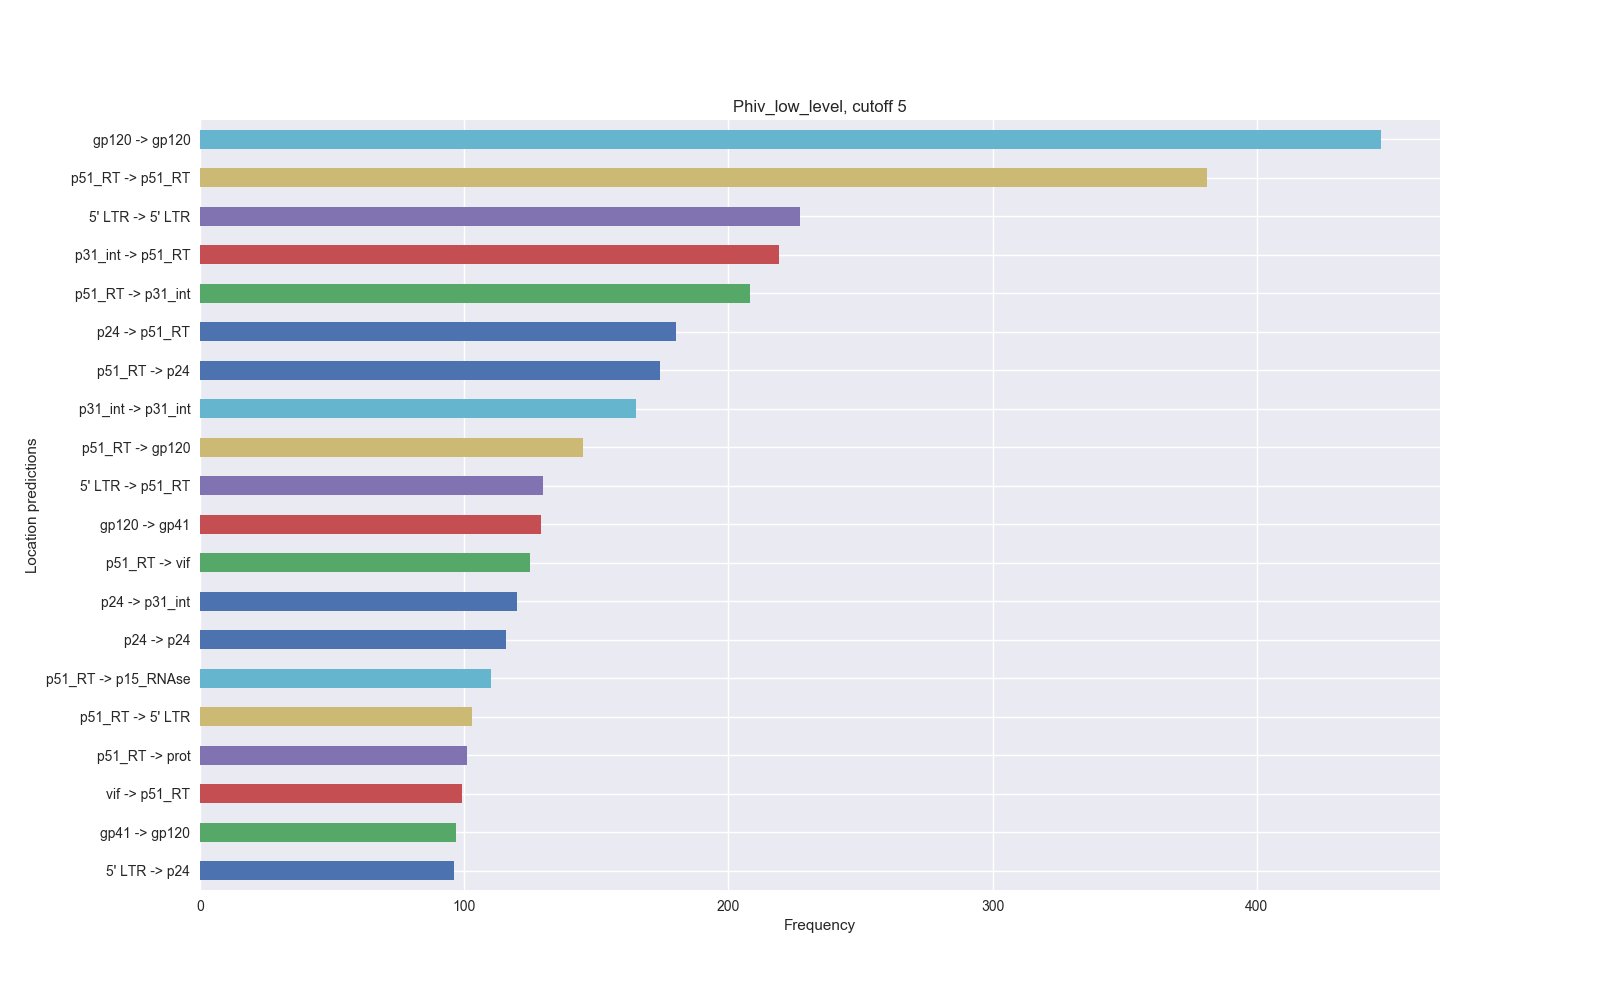 Phiv_low_level, cutoff 5
gp120 -> gp120
p51_RT -> p51_RT
5' LTR -> 5' LTR
p31_int -> p51_RT
p51_RT -> p31_int
p24 -> p51_RT
p51_RT -> p24
p31_int -> p31_int
p51_RT -> gp120
5' LTR -> p51_RT
gp120 -> gp41
p51_RT -> vif
p24 -> p31_int
p24 -> p24
p51_RT -> p15_RNAse
p51_RT -> 5' LTR
p51_RT -> prot
vif -> p51_RT
gp41 -> gp120
5' LTR -> p24
Location predictions
0 100 200 300 400
Frequency